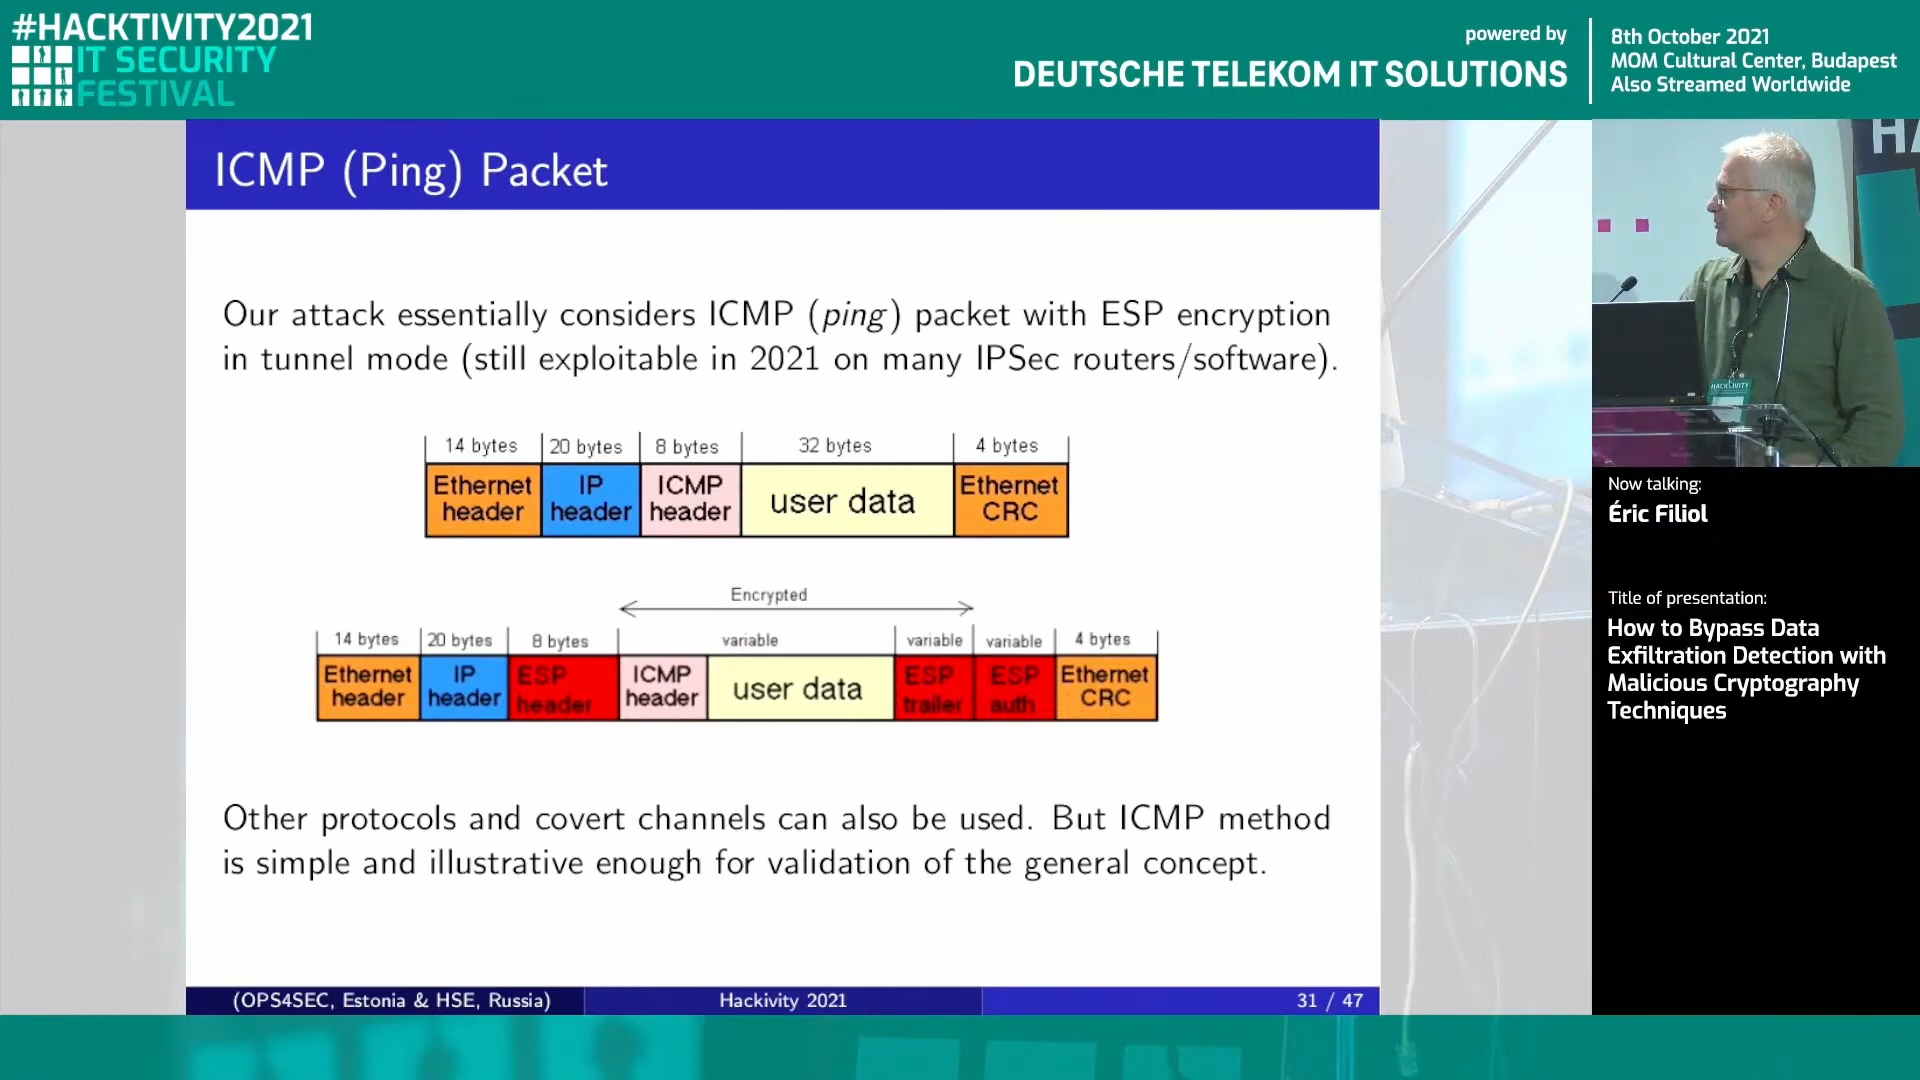 #HACKTIVITY2021
IT SECURITY
FESTIVAL
powered by
DEUTSCHE TELEKOM IT SOLUTIONS
8th October 2021
MOM Cultural Center, Budapest
Also Streamed Worldwide
ICMP (Ping) Packet
Our attack essentially considers ICMP (ping) packet with ESP encryption
in tunnel mode (still exploitable in 2021 on many IPSec routers/software).
14 bytes 20 bytes 8 bytes 32 bytes 4 bytes
Ethernet header IP header ICMP header user data Ethernet CRC
Encrypted
14 bytes 20 bytes 8 bytes variable variable variable 4 bytes
Ethernet header IP header ESP header ICMP header user data ESP trailer ESP auth Ethernet CRC
Other protocols and covert channels can also be used. But ICMP method
is simple and illustrative enough for validation of the general concept.
(OPS4SEC, Estonia & HSE, Russia) Hackivity 2021 31 / 47
HACKTIVITY
Now talking:
Éric Filiol
Title of presentation:
How to Bypass Data
Exfiltration Detection with
Malicious Cryptography
Techniques